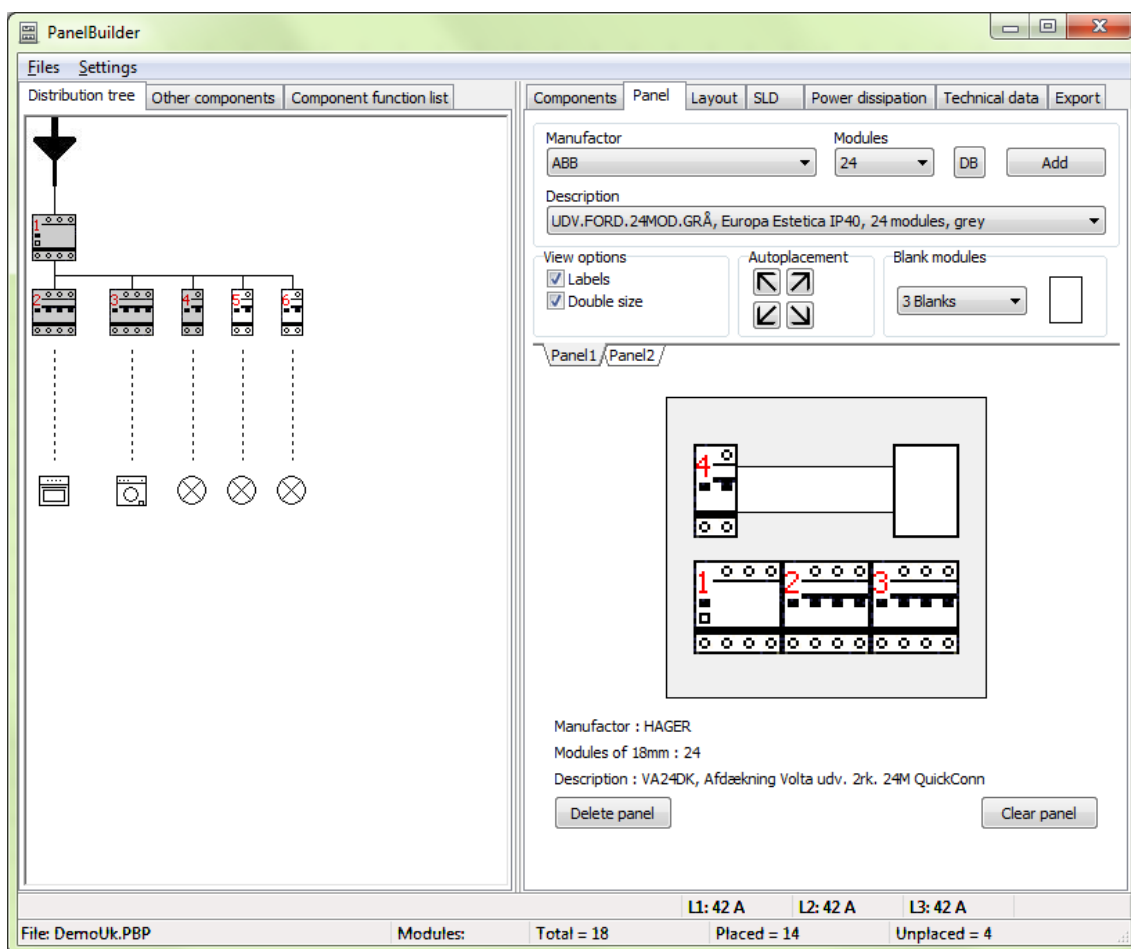 PanelBuilder
Files Settings
Distribution tree Other components Component function list
Components Panel Layout SLD Power dissipation Technical data Export
Manufactor Modules
ABB 24 DB Add
Description
UDV.FORD.24MOD.GRÅ, Europa Estetica IP40, 24 modules, grey
View options Autoplacement Blank modules
Labels
Double size
3 Blanks
Panel1 Panel2
1
2 3 4 5 6
4
1 2 3
Manufactor : HAGER
Modules of 18mm : 24
Description : VA24DK, Afdækning Volta udv. 2rk. 24M QuickConn
Delete panel Clear panel
L1: 42 A L2: 42 A L3: 42 A
File: DemoUk.PBP Modules: Total = 18 Placed = 14 Unplaced = 4